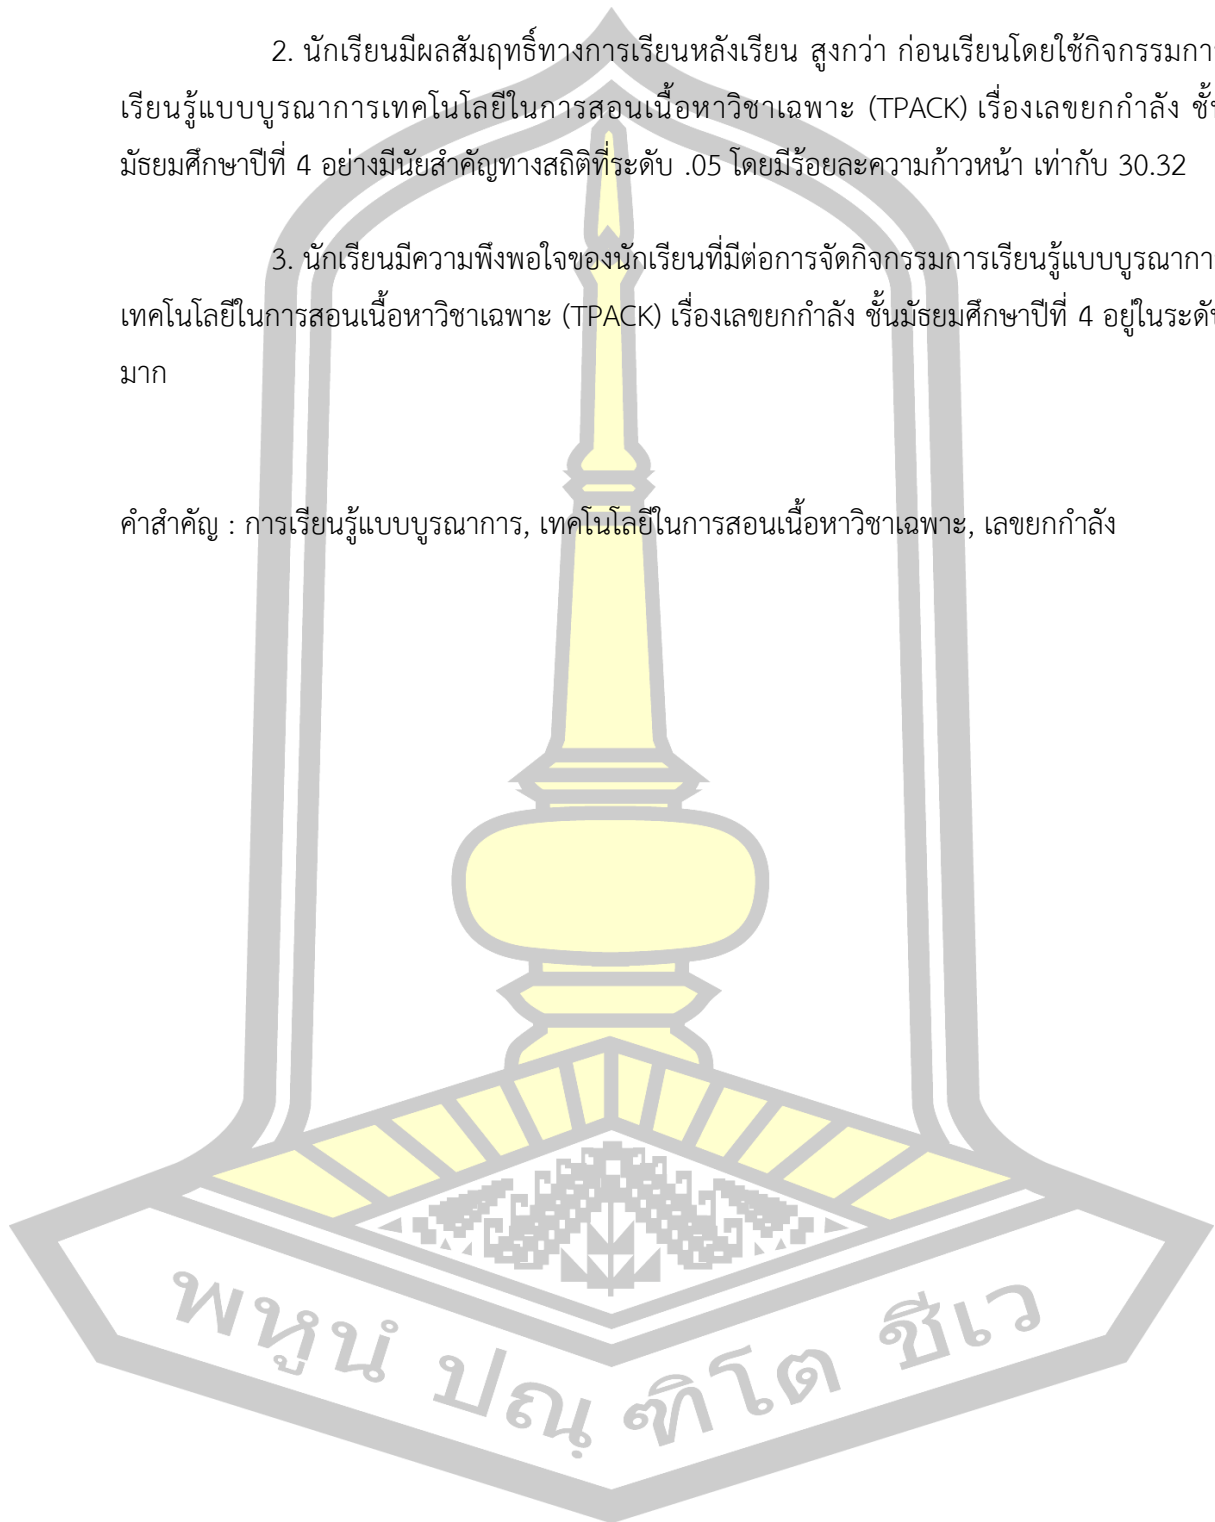 2. นักเรียนมีผลสัมฤทธิ์ทางการเรียนหลังเรียน สูงกว่า ก่อนเรียนโดยใช้กิจกรรมกา
เรียนรู้แบบบูรณาการเทคโนโลยีในการสอนเนื้อหาวิชาเฉพาะ (TPACK) เรื่องเลขยกกำลัง ชั้น
มัธยมศึกษาปีที่ 4 อย่างมีนัยสำคัญทางสถิติที่ระดับ .05 โดยมีร้อยละความก้าวหน้า เท่ากับ 30.32
3. นักเรียนมีความพึงพอใจของนักเรียนที่มีต่อการจัดกิจกรรมการเรียนรู้แบบบูรณากา
เทคโนโลยีในการสอนเนื้อหาวิชาเฉพาะ (TPACK) เรื่องเลขยกกำลัง ชั้นมัธยมศึกษาปีที่ 4 อยู่ในระดับ
มาก
คำสำคัญ : การเรียนรู้แบบบูรณาการ, เทคโนโลยีในการสอนเนื้อหาวิชาเฉพาะ, เลขยกกำลัง
พหูนํ ปณฺ ฑิโต ชีเว